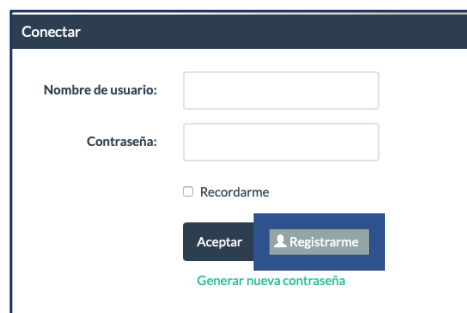 Conectar
Nombre de usuario:
Contraseña:
Recordarme
Aceptar Registrarme
Generar nueva contraseña